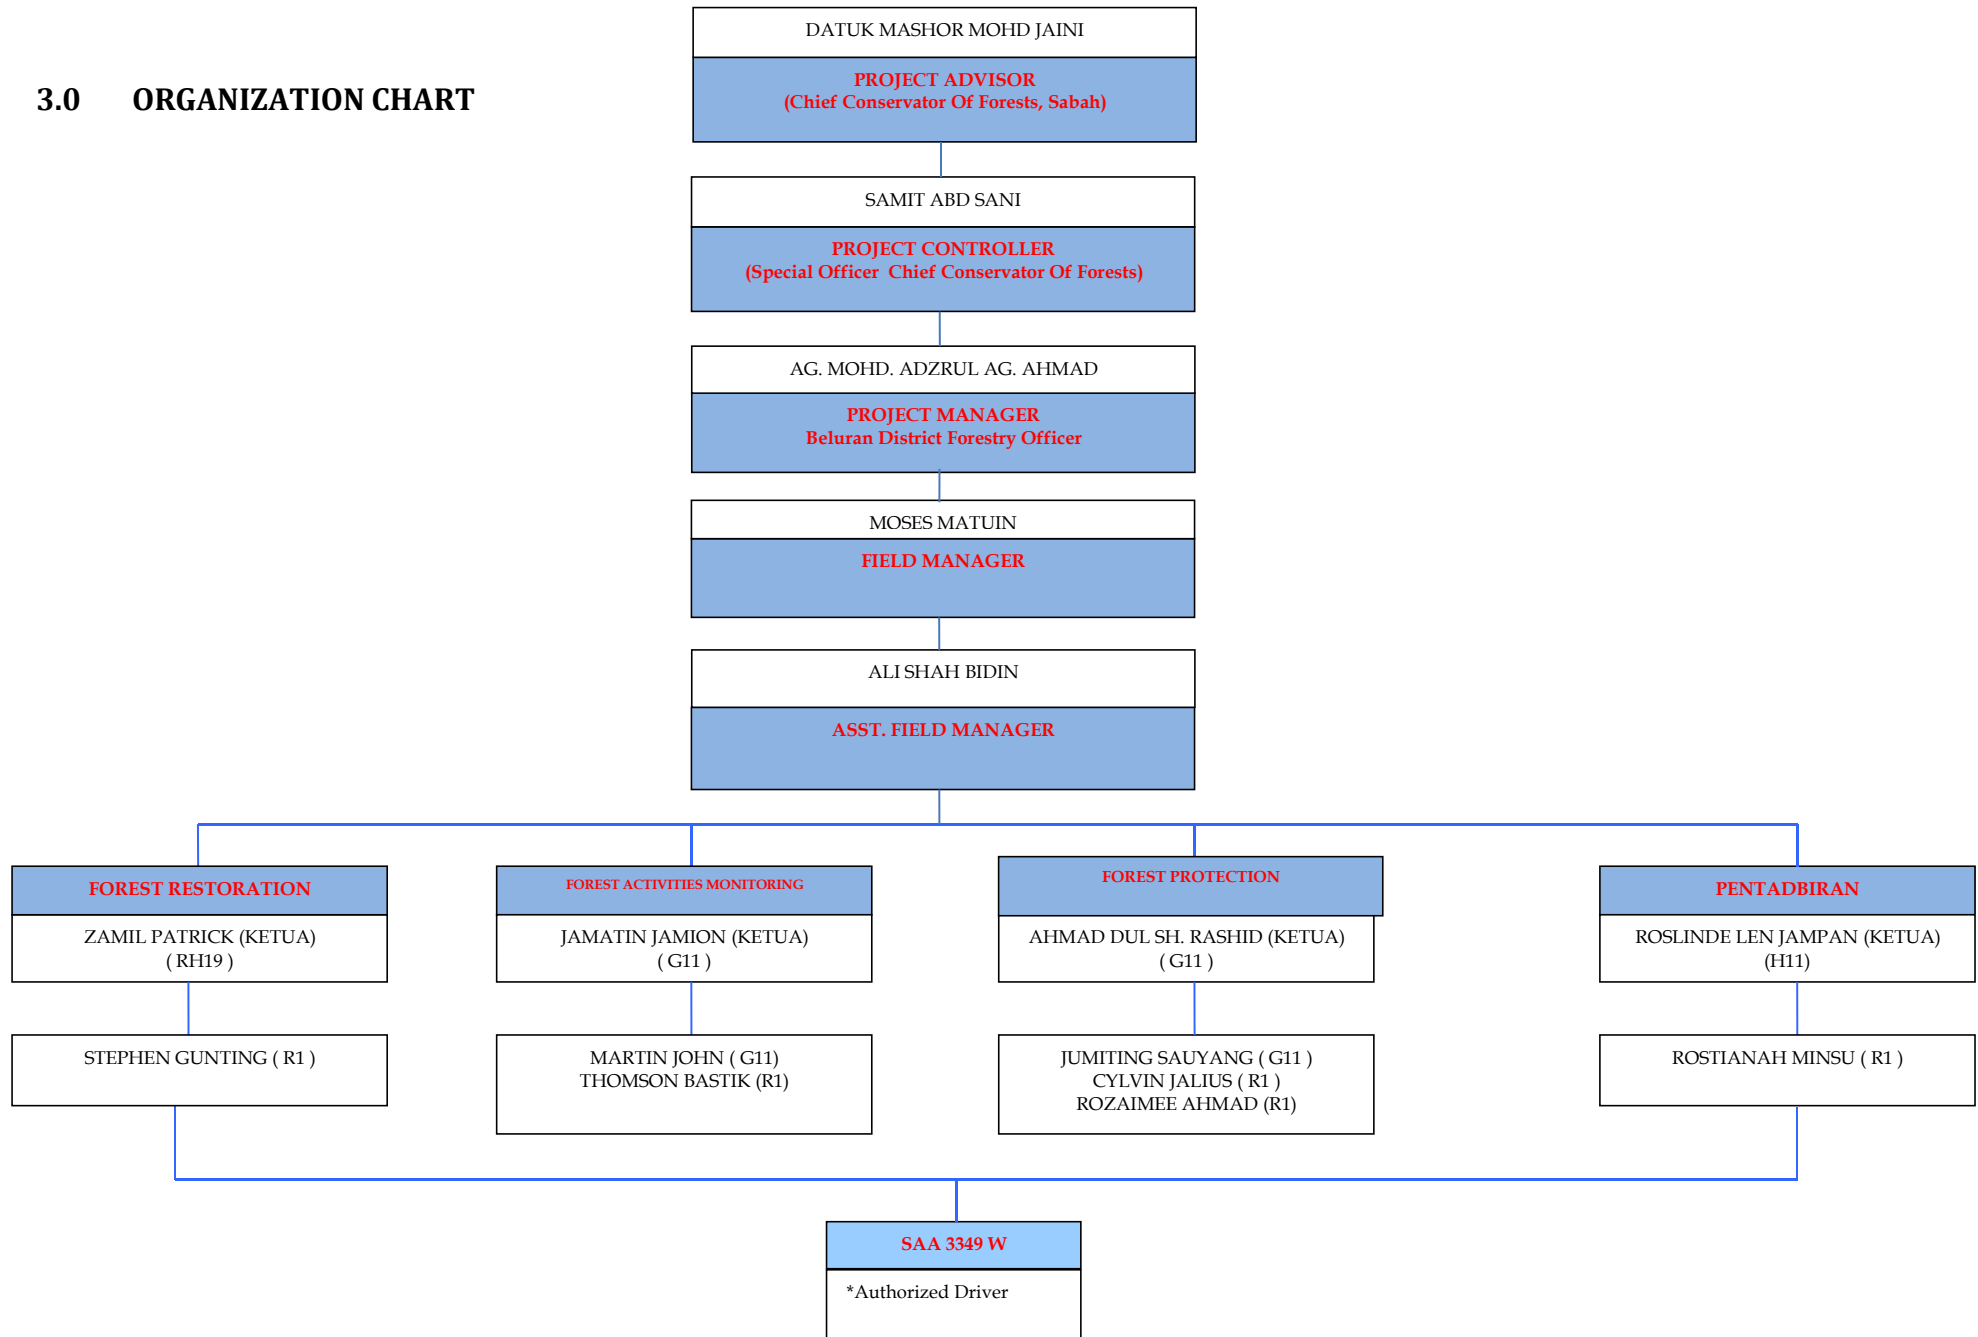 3.0 ORGANIZATION CHART
DATUK MASHOR MOHD JAINI
PROJECT ADVISOR
(Chief Conservator Of Forests, Sabah)
SAMIT ABD SANI
PROJECT CONTROLLER
(Special Officer Chief Conservator Of Forests)
AG. MOHD. ADZRUL AG. AHMAD
PROJECT MANAGER
Beluran District Forestry Officer
MOSES MATUIN
FIELD MANAGER
ALI SHAH BIDIN
ASST. FIELD MANAGER
FOREST RESTORATION
ZAMIL PATRICK (KETUA)
( RH19 )
STEPHEN GUNTING ( R1 )
FOREST ACTIVITIES MONITORING
JAMATIN JAMION (KETUA)
( G11 )
MARTIN JOHN ( G11)
THOMSON BASTIK (R1)
FOREST PROTECTION
AHMAD DUL SH. RASHID (KETUA)
( G11 )
JUMITING SAUYANG ( G11 )
CYLVIN JALIUS ( R1 )
ROZAIMEE AHMAD (R1)
PENTADBIRAN
ROSLINDE LEN JAMPAN (KETUA)
(H11)
ROSTIANAH MINSU ( R1 )
SAA 3349 W
*Authorized Driver